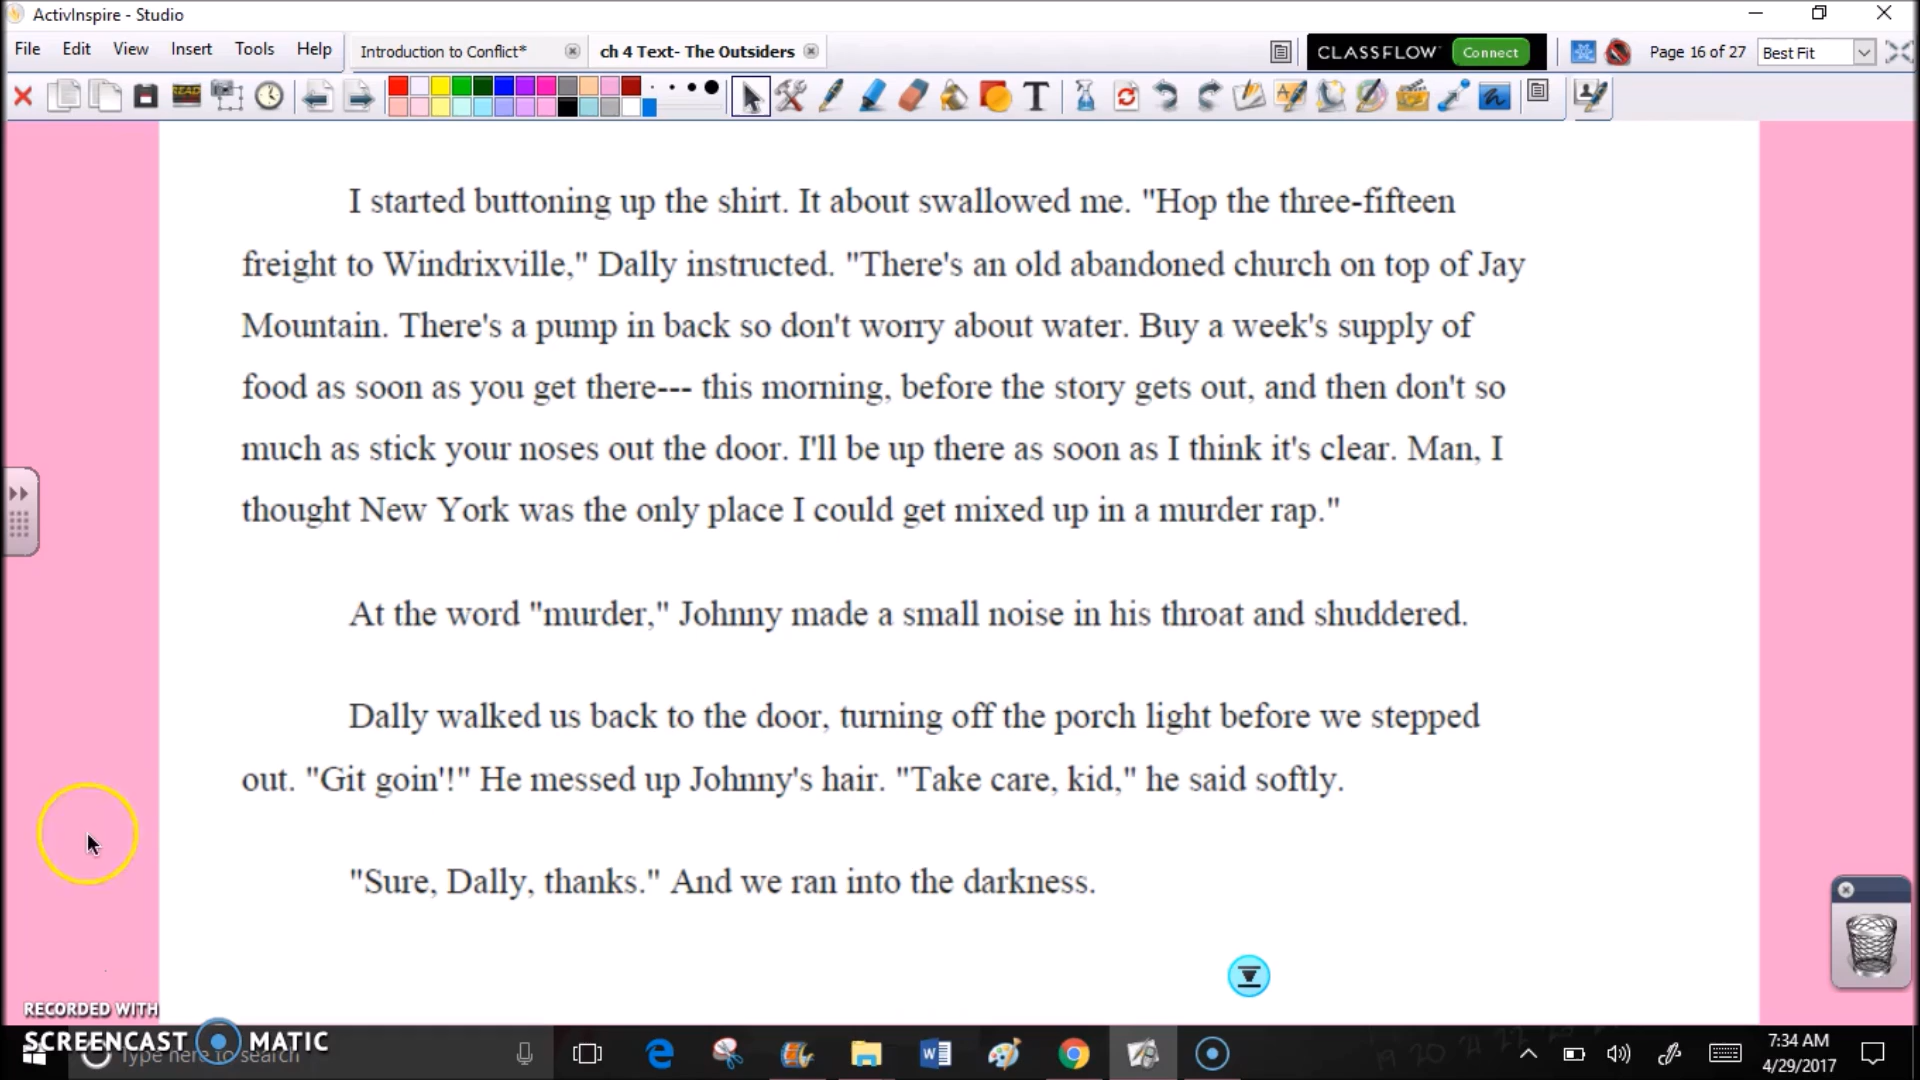 ActivInspire - Studio
File Edit View Insert Tools Help
Introduction to Conflict*
ch 4 Text- The Outsiders
CLASSFLOW Connect
Page 16 of 27
Best Fit
I started buttoning up the shirt. It about swallowed me. "Hop the three-fifteen
freight to Windrixville," Dally instructed. "There's an old abandoned church on top of Jay
Mountain. There's a pump in back so don't worry about water. Buy a week's supply of
food as soon as you get there--- this morning, before the story gets out, and then don't so
much as stick your noses out the door. I'll be up there as soon as I think it's clear. Man, I
thought New York was the only place I could get mixed up in a murder rap."
At the word "murder," Johnny made a small noise in his throat and shuddered.
Dally walked us back to the door, turning off the porch light before we stepped
out. "Git goin'!" He messed up Johnny's hair. "Take care, kid," he said softly.
"Sure, Dally, thanks." And we ran into the darkness.
RECORDED WITH
SCREENCAST MATIC
Type here to search
7:34 AM
4/29/2017